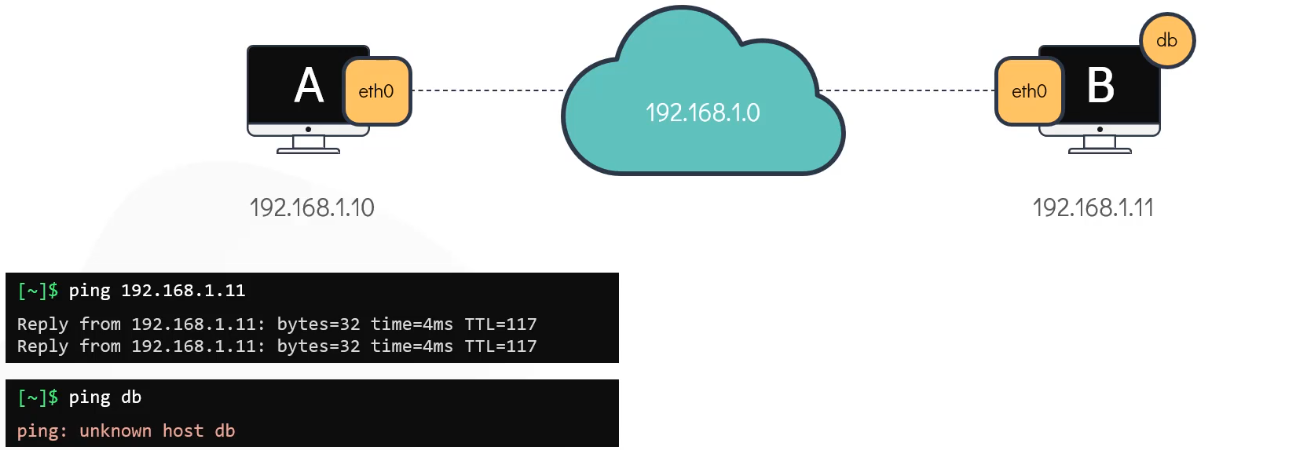 db
A
eth0
192.168.1.0
eth0
B
192.168.1.10
192.168.1.11
[~]$ ping 192.168.1.11
Reply from 192.168.1.11: bytes=32 time=4ms TTL=117
Reply from 192.168.1.11: bytes=32 time=4ms TTL=117
[~]$ ping db
ping: unknown host db